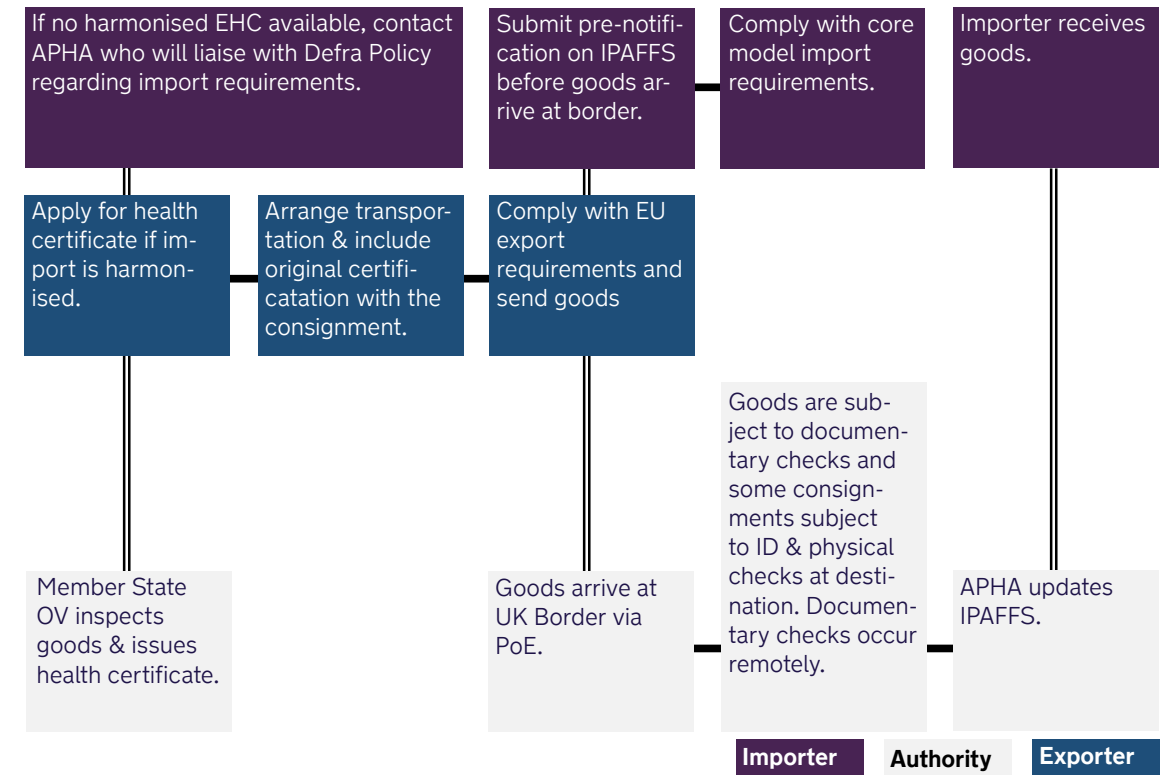 If no harmonised EHC available, contact
APHA who will liaise with Defra Policy
regarding import requirements.
Submit pre-notifi-
cation on IPAFFS
before goods ar-
rive at border.
Comply with core
model import
requirements.
Importer receives
goods.
Apply for health
certificate if im-
port is harmon-
ised.
Arrange transpor-
tation & include
original certifi-
catation with the
consignment.
Comply with EU
export
requirements and
send goods
Member State
OV inspects
goods & issues
health certificate.
Goods arrive at
UK Border via
PoE.
Goods are sub-
ject to documen-
tary checks and
some consign-
ments subject
to ID & physical
checks at desti-
nation. Documen-
tary checks occur
remotely.
APHA updates
IPAFFS.
Importer
Authority
Exporter